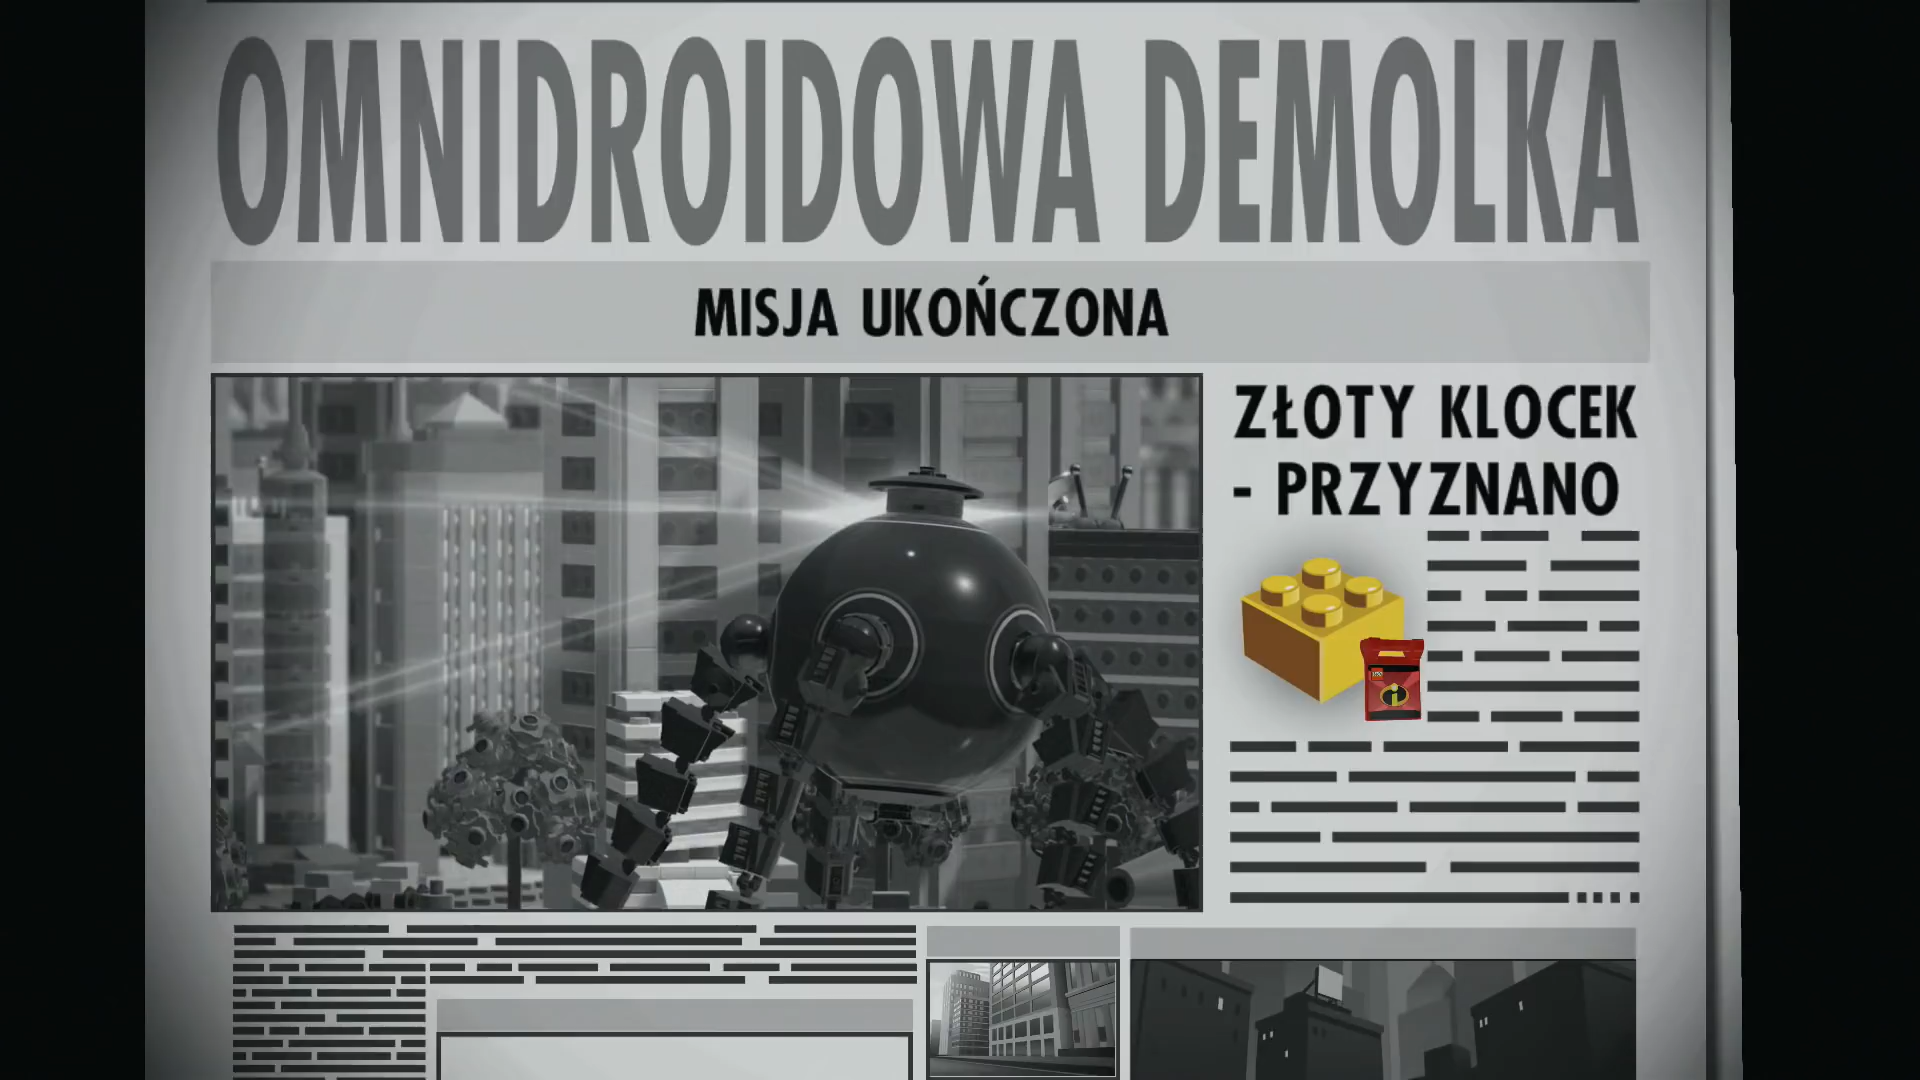 OMNIDROIDOWA DEMOLKA
MISJA UKOŃCZONA
ZŁOTY KLOCEK
- PRZYZNANO